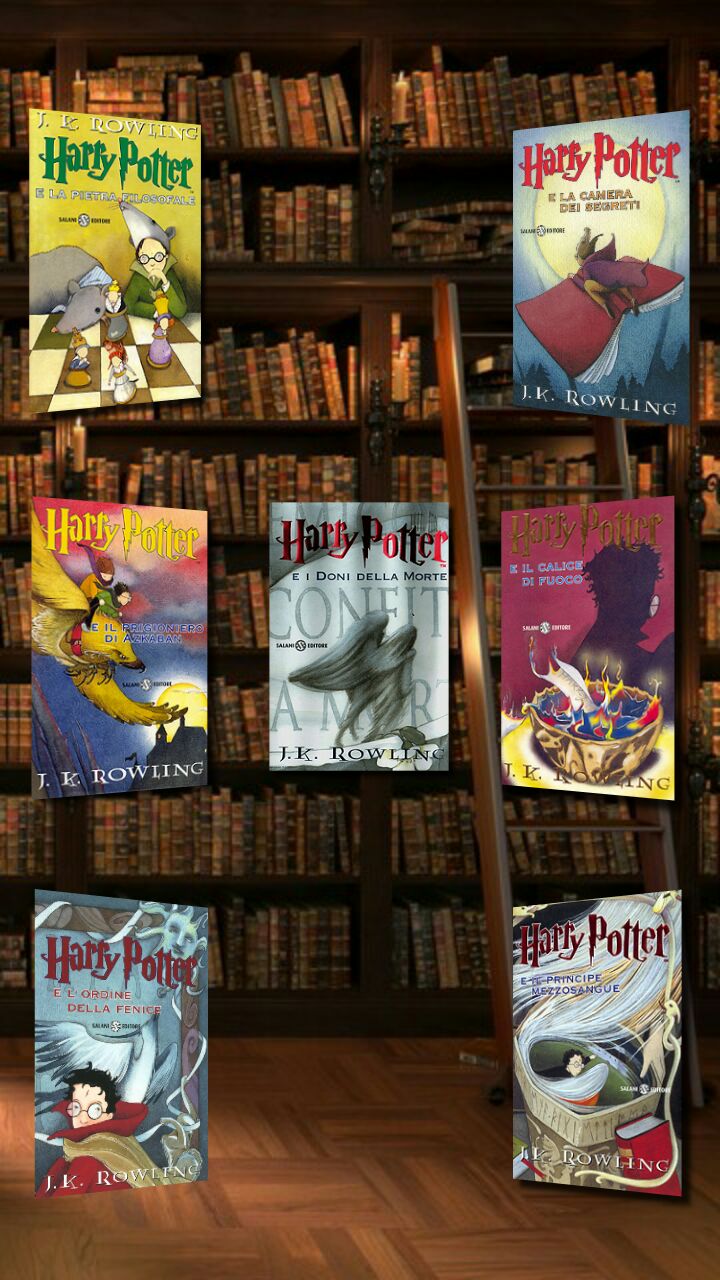 J. K. ROWLING
Harry Potter
E LA PIETRA FILOSOFALE
SALANI EDITORE
Harry Potter
E LA CAMERA
DEI SEGRETI
SALANI EDITORE
J.K. ROWLING
Harry Potter
E IL PRIGIONIERO
DI AZKABAN
SALANI EDITORE
J. K. ROWLING
Harry Potter
E I DONI DELLA MORTE
SALANI EDITORE
J.K. ROWLING
Harry Potter
E IL CALICE
DI FUOCO
SALANI EDITORE
J. K. ROWLING
Harry Potter
E L'ORDINE
DELLA FENICE
SALANI EDITORE
J.K. ROWLING
Harry Potter
E IL PRINCIPE
MEZZOSANGUE
SALANI EDITORE
J.K. ROWLING